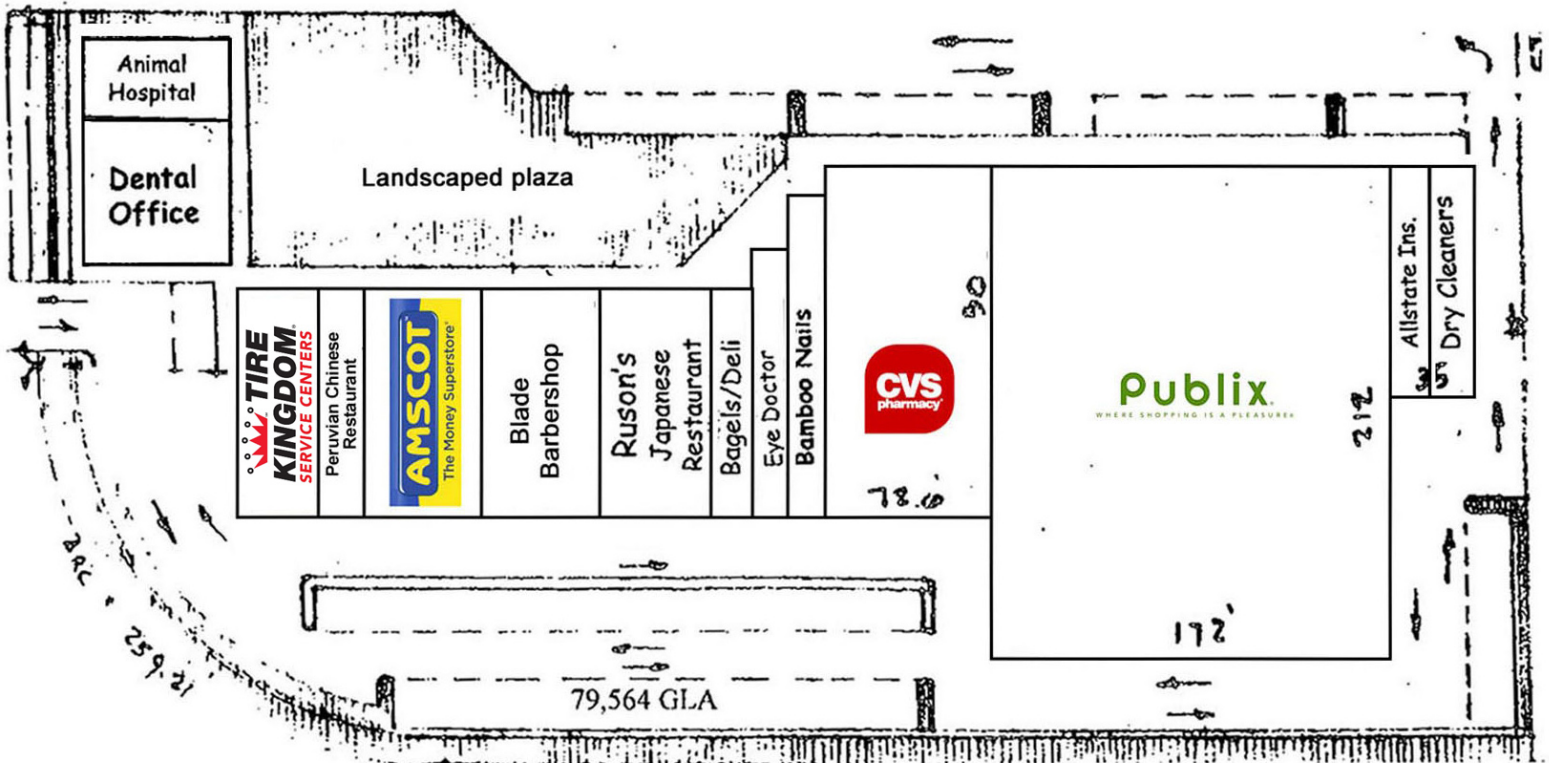 Animal
Hospital
Dental
Office
Landscaped plaza
TIRE
KINGDOM
SERVICE CENTERS
Peruvian Chinese
Restaurant
AMSCOT
The Money Superstore®
Blade
Barbershop
Ruson's
Japanese
Restaurant
Bagels/Deli
Eye Doctor
Bamboo Nails
CVS
pharmacy
90
78.6'
Publix
WHERE SHOPPING IS A PLEASURE®
212
172'
Allstate Ins.
Dry Cleaners
35
259.21'
79,564 GLA